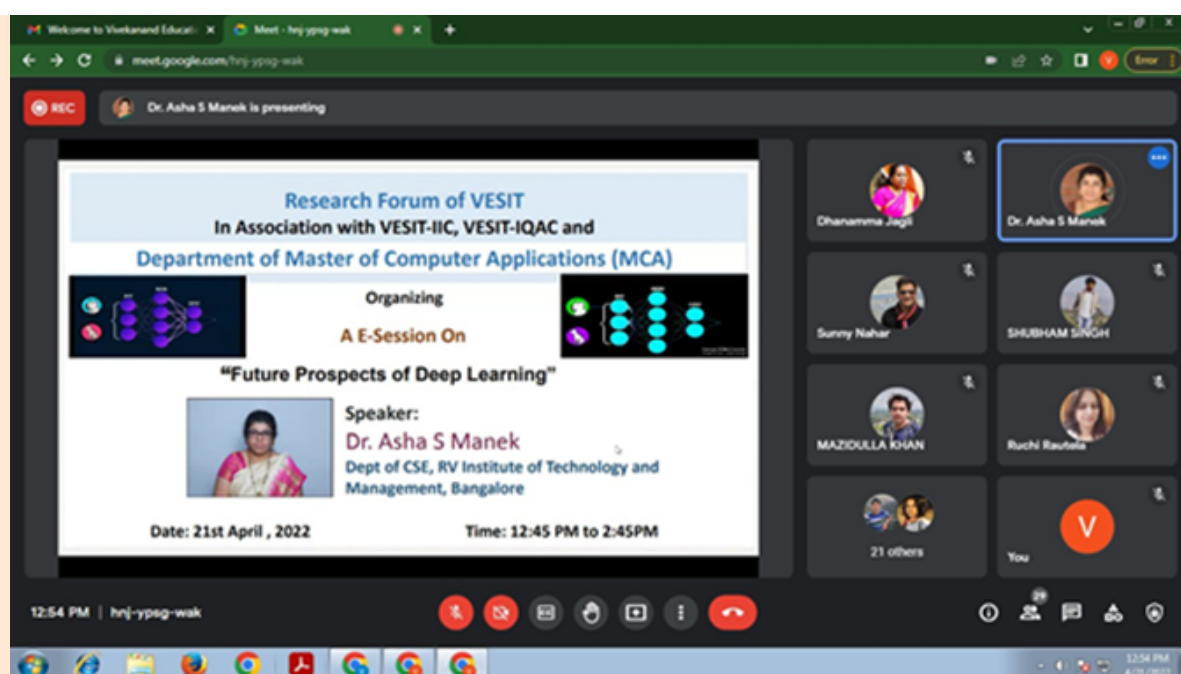 Welcome to Vivekanand Educati
Meet - hnj-ypsg-wak
meet.google.com/hnj-ypsg-wak
Error
REC
Dr. Asha S Manek is presenting
Research Forum of VESIT
In Association with VESIT-IIC, VESIT-IQAC and
Department of Master of Computer Applications (MCA)
Organizing
A E-Session On
“Future Prospects of Deep Learning"
Speaker:
Dr. Asha S Manek
Dept of CSE, RV Institute of Technology and
Management, Bangalore
Date: 21st April , 2022
Time: 12:45 PM to 2:45PM
Dhanamma Jagli
Dr. Asha S Manek
Sunny Nahar
SHUBHAM SINGH
MAZIDULLA KHAN
Ruchi Rautela
21 others
V
You
12:54 PM | hnj-ypsg-wak
29
12:54 PM
4/21/2022